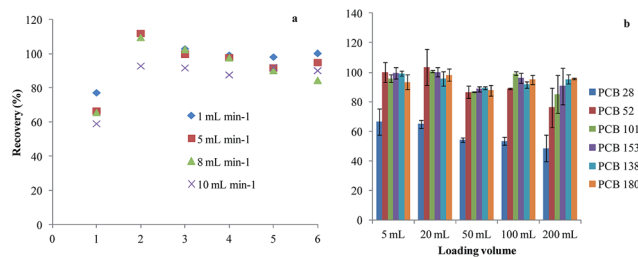 a
120
100
80
60
40
20
0
Recovery (%)
1 mL min-1
5 mL min-1
8 mL min-1
10 mL min-1
0 1 2 3 4 5 6
b
140
120
100
80
60
40
20
0
PCB 28
PCB 52
PCB 101
PCB 153
PCB 138
PCB 180
5 mL 20 mL 50 mL 100 mL 200 mL
Loading volume